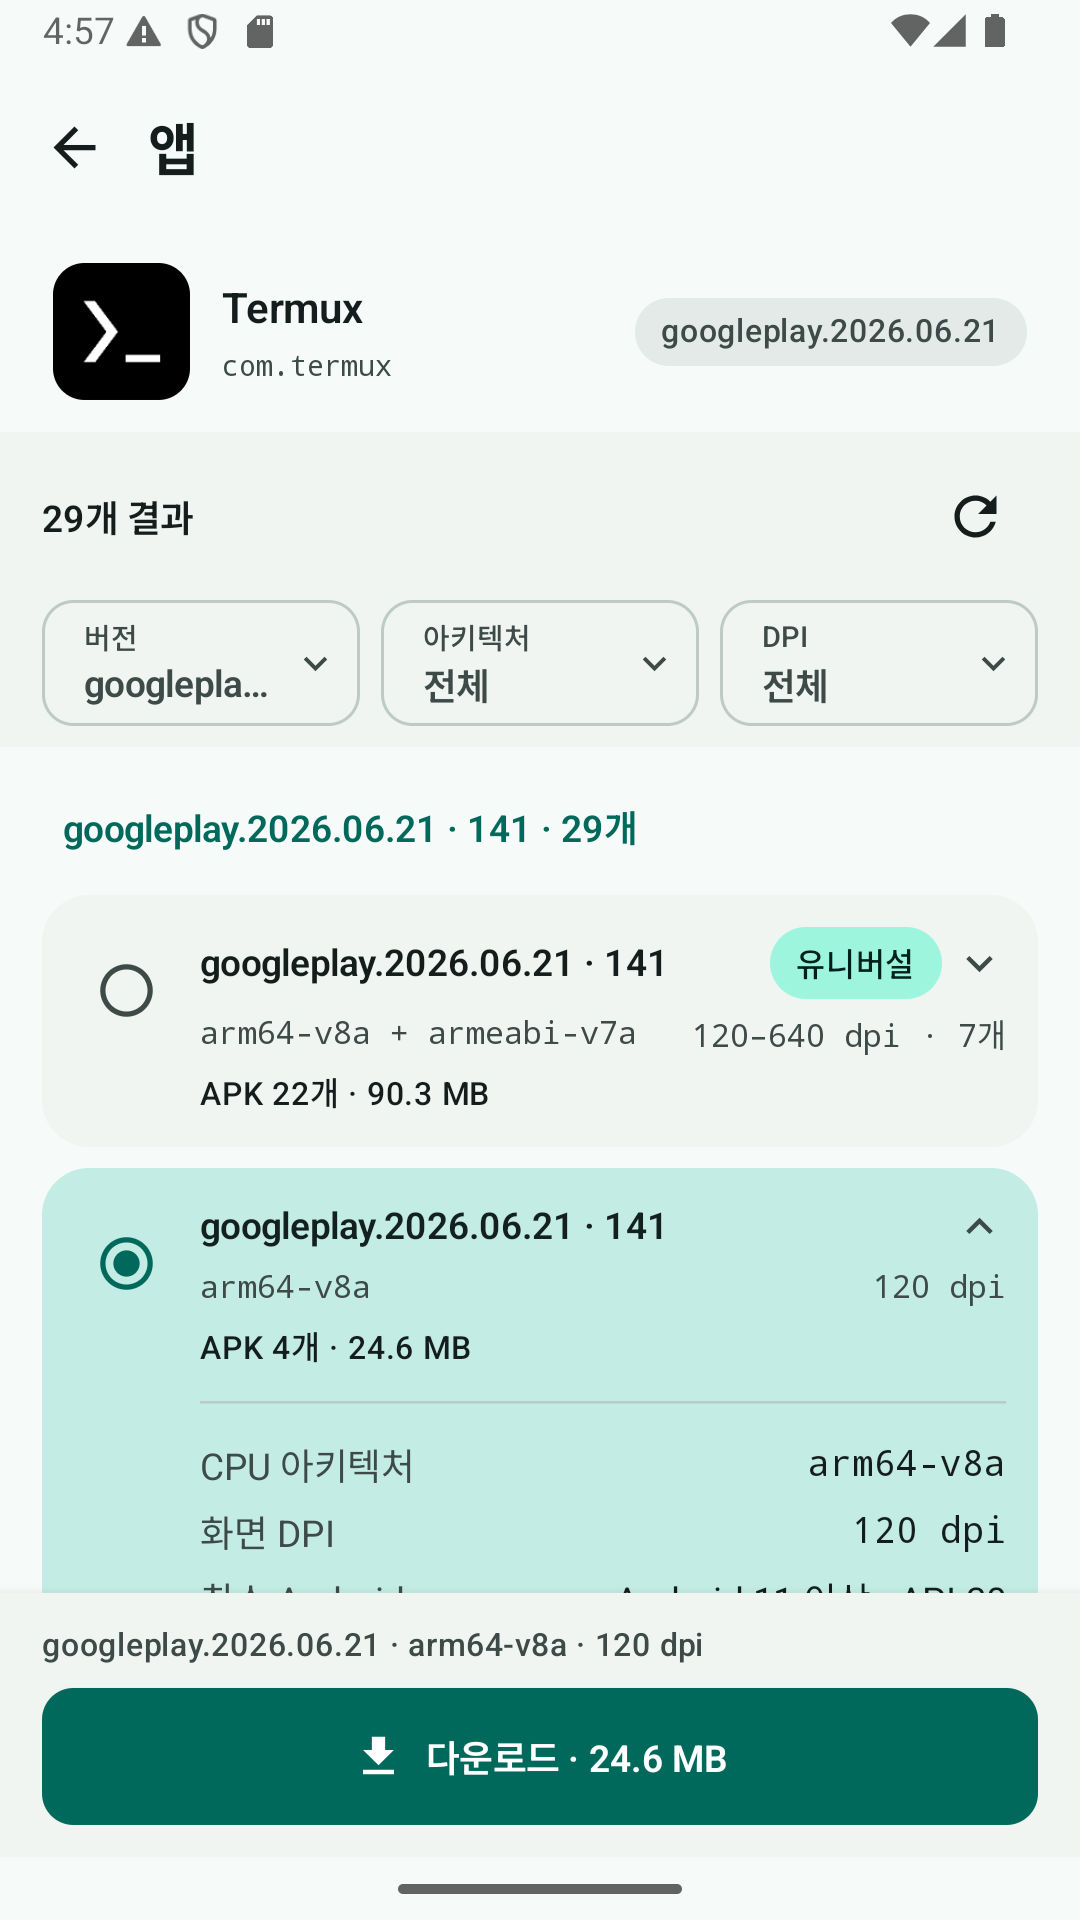 4:57
앱
Termux
com.termux
googleplay.2026.06.21
29개 결과
버전
googlepla...
아키텍처
전체
DPI
전체
googleplay.2026.06.21 · 141 · 29개
googleplay.2026.06.21 · 141
유니버설
arm64-v8a + armeabi-v7a
120–640 dpi · 7개
APK 22개 · 90.3 MB
googleplay.2026.06.21 · 141
arm64-v8a
120 dpi
APK 4개 · 24.6 MB
CPU 아키텍처
arm64-v8a
화면 DPI
120 dpi
googleplay.2026.06.21 · arm64-v8a · 120 dpi
다운로드 · 24.6 MB